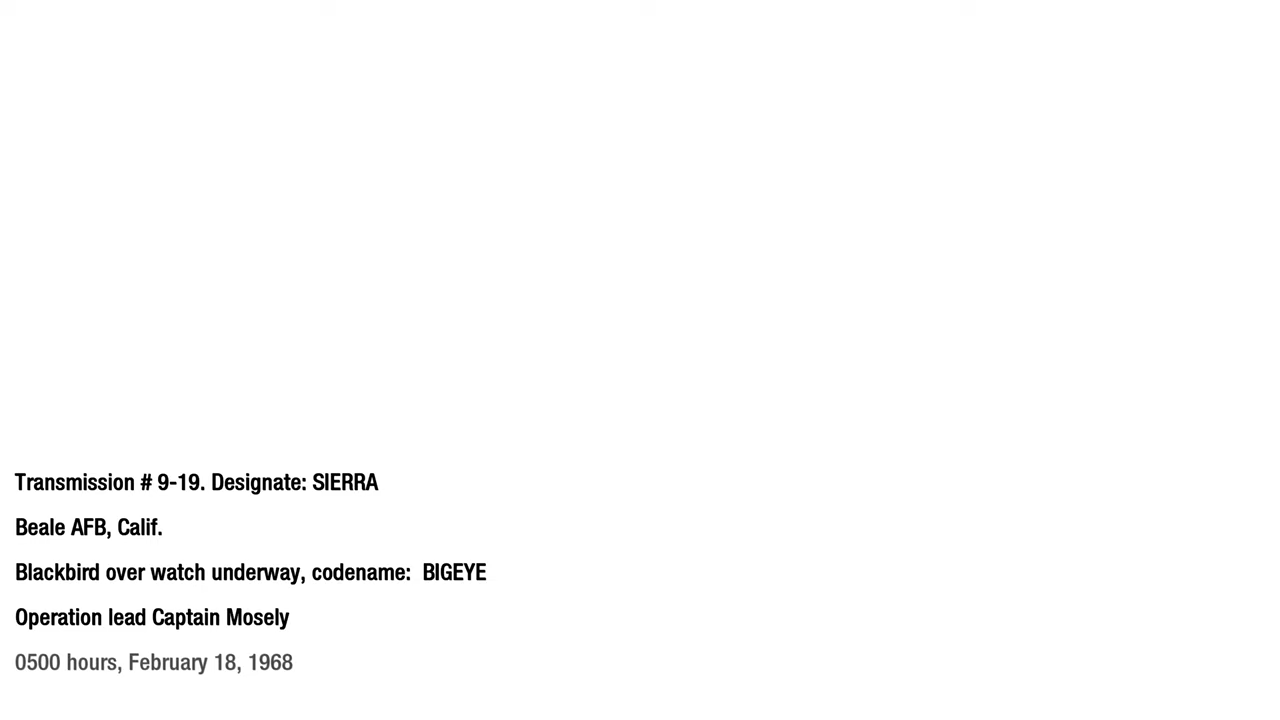 Transmission # 9-19. Designate: SIERRA
Beale AFB, Calif.
Blackbird over watch underway, codename:  BIGEYE
Operation lead Captain Mosely
0500 hours, February 18, 1968